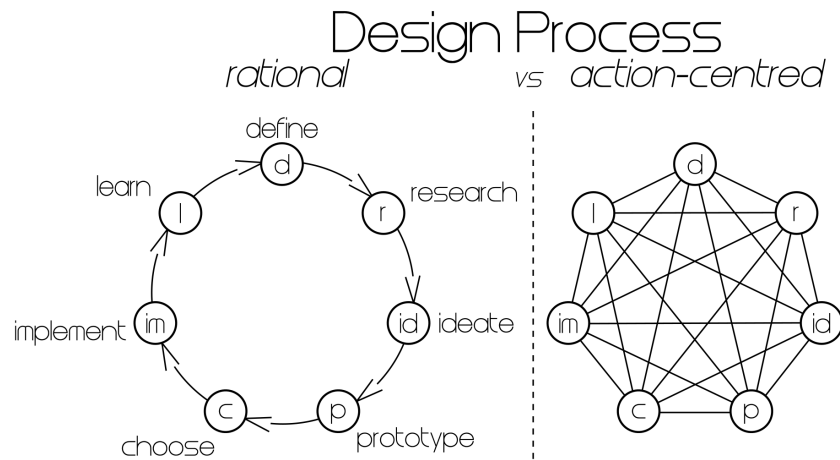 Design Process
rational vs action-centred
define
d
learn
l
research
r
implement
im
id
ideate
choose
c
p
prototype
d
l
r
im
id
c
p